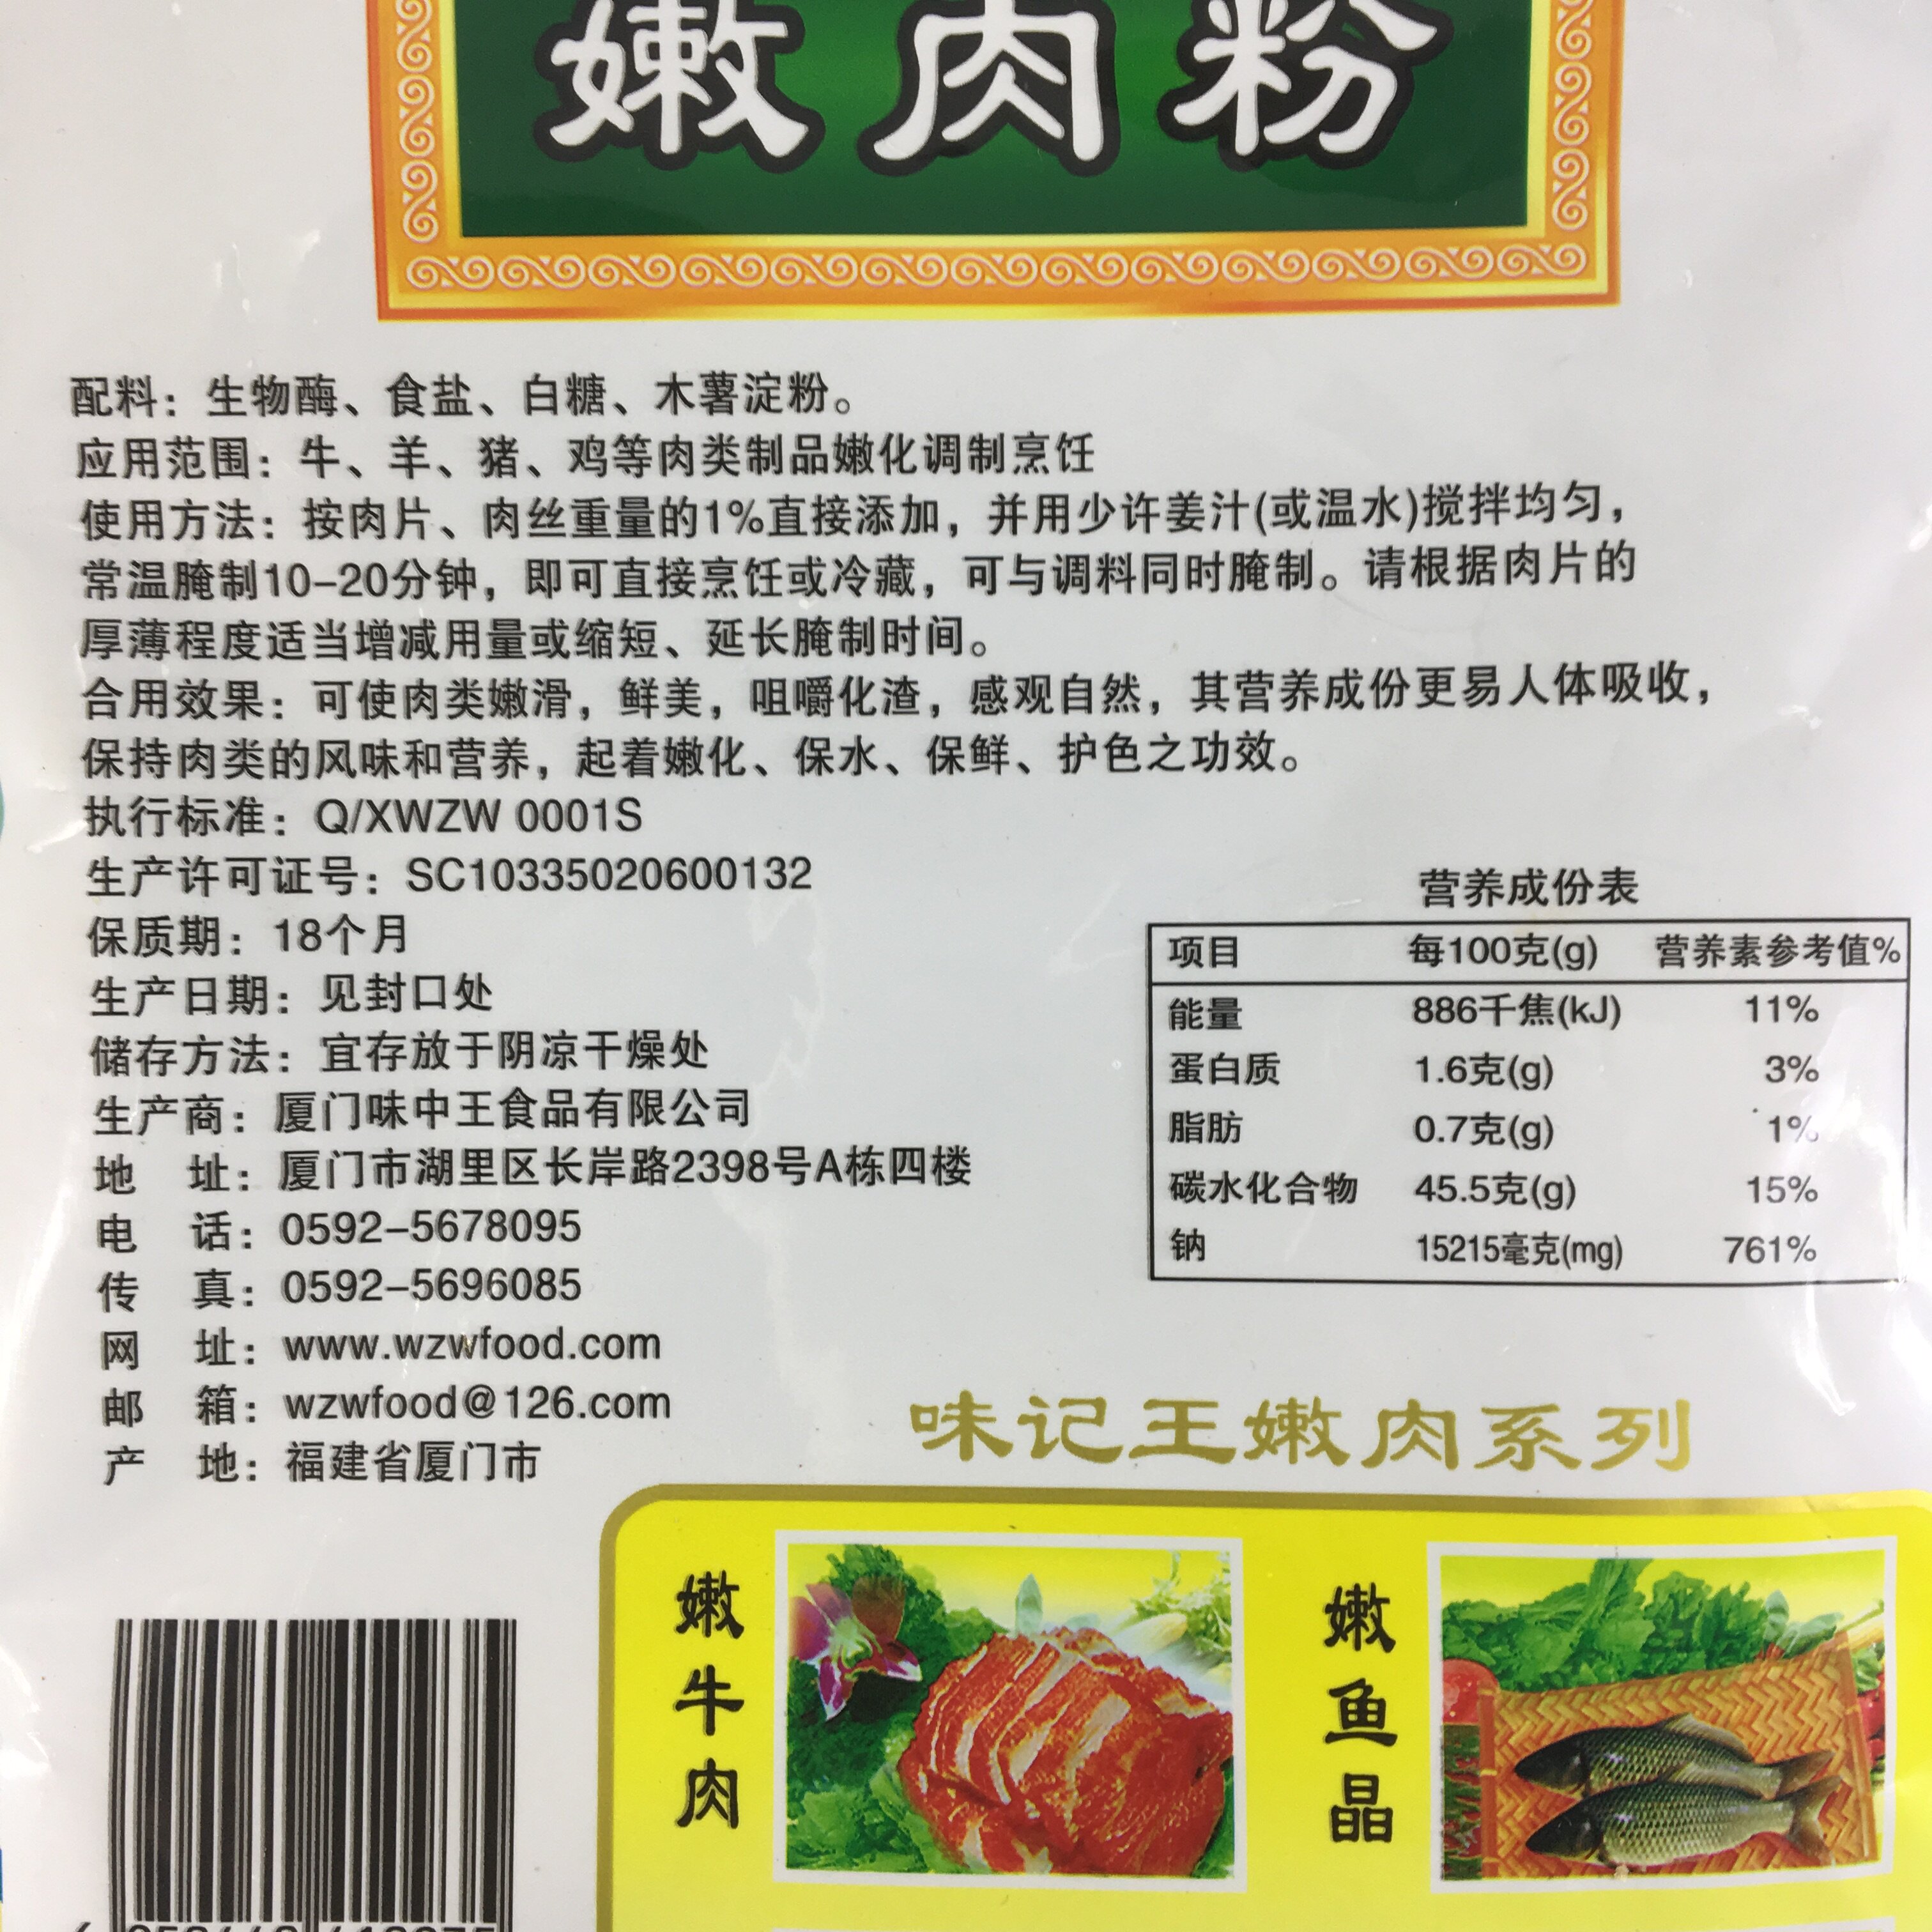 嫩肉粉
配料：生物酶、食盐、白糖、木薯淀粉。
应用范围：牛、羊、猪、鸡等肉类制品嫩化调制烹饪
使用方法：按肉片、肉丝重量的1%直接添加，并用少许姜汁(或温水)搅拌均匀，
常温腌制10-20分钟，即可直接烹饪或冷藏，可与调料同时腌制。请根据肉片的
厚薄程度适当增减用量或缩短、延长腌制时间。
合用效果：可使肉类嫩滑，鲜美，咀嚼化渣，感观自然，其营养成份更易人体吸收，
保持肉类的风味和营养，起着嫩化、保水、保鲜、护色之功效。
执行标准：Q/XWZW 0001S
生产许可证号：SC10335020600132
保质期：18个月
生产日期：见封口处
储存方法：宜存放于阴凉干燥处
生产商：厦门味中王食品有限公司
地 址：厦门市湖里区长岸路2398号A栋四楼
电 话：0592-5678095
传 真：0592-5696085
网 址：www.wzwfood.com
邮 箱：wzwfood@126.com
产 地：福建省厦门市
营养成份表
项目 每100克(g) 营养素参考值%
能量 886千焦(kJ) 11%
蛋白质 1.6克(g) 3%
脂肪 0.7克(g) 1%
碳水化合物 45.5克(g) 15%
钠 15215毫克(mg) 761%
味记王嫩肉系列
嫩牛肉
嫩鱼晶